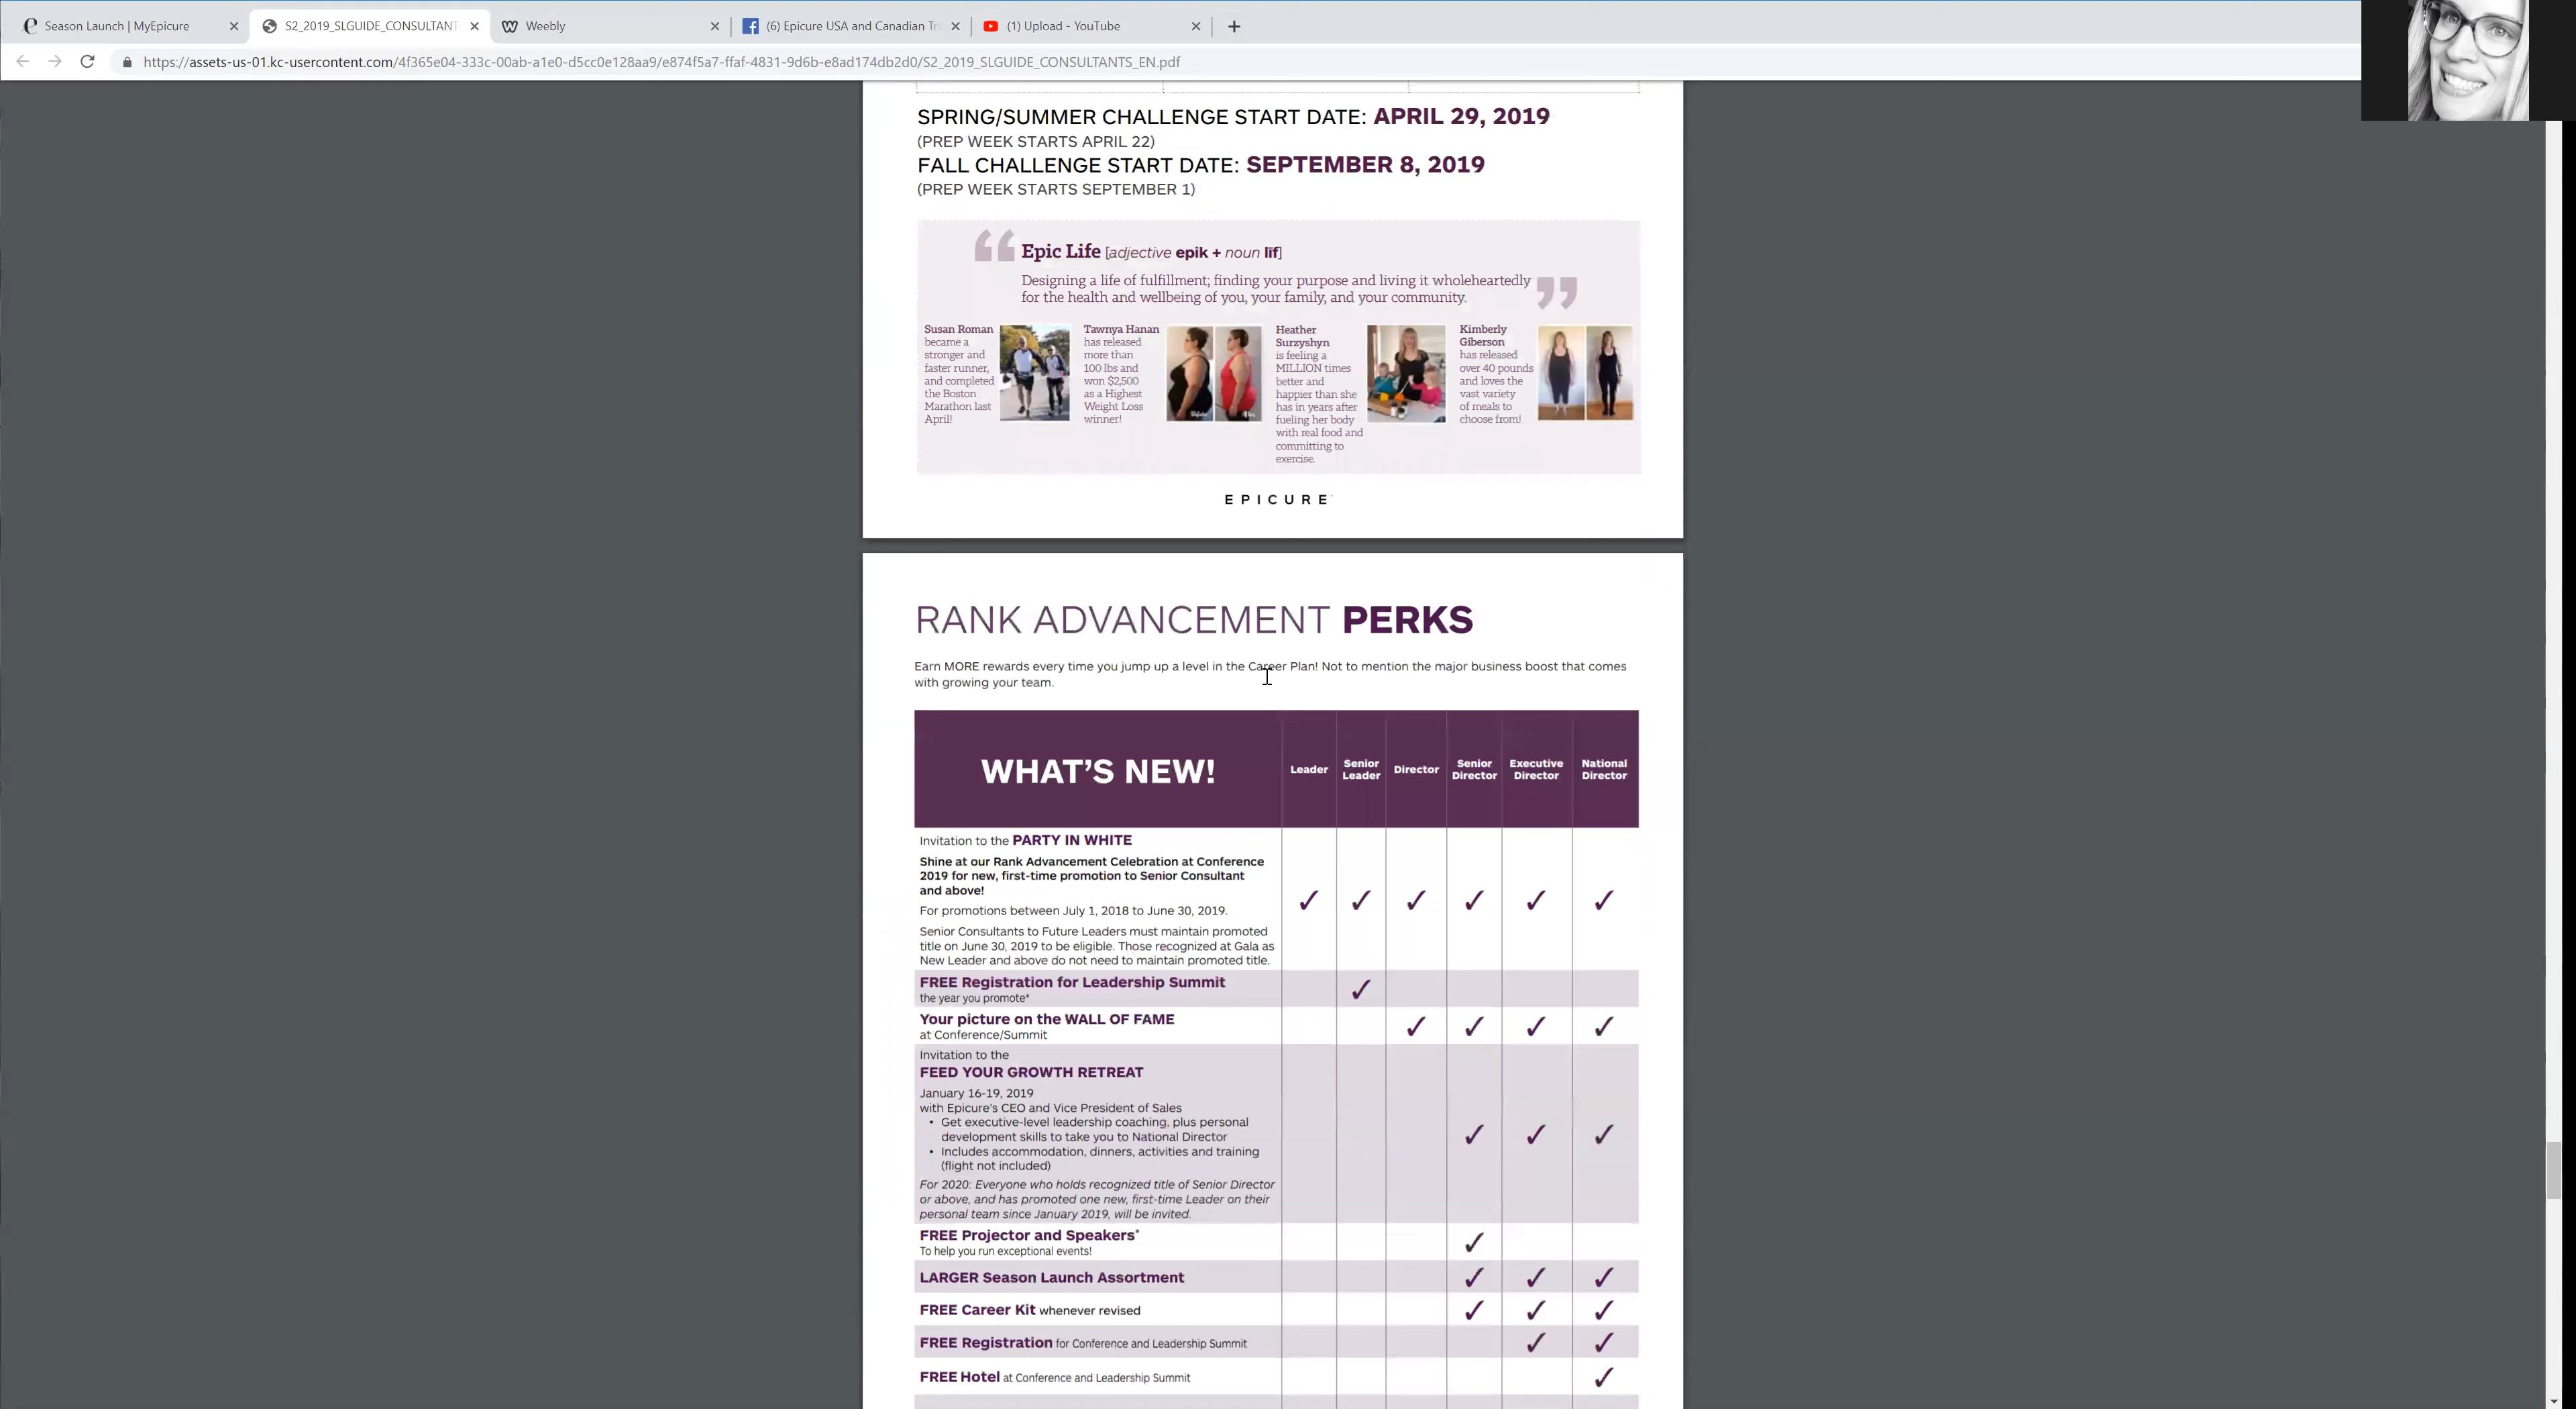 Season Launch | MyEpicure
S2_2019_SLGUIDE_CONSULTANT
Weebly
(6) Epicure USA and Canadian Tr
(1) Upload - YouTube
https://assets-us-01.kc-usercontent.com/4f365e04-333c-00ab-a1e0-d5cc0e128aa9/e874f5a7-ffaf-4831-9d6b-e8ad174db2d0/S2_2019_SLGUIDE_CONSULTANTS_EN.pdf
SPRING/SUMMER CHALLENGE START DATE: APRIL 29, 2019
(PREP WEEK STARTS APRIL 22)
FALL CHALLENGE START DATE: SEPTEMBER 8, 2019
(PREP WEEK STARTS SEPTEMBER 1)
“ Epic Life [adjective epik + noun līf]
Designing a life of fulfillment; finding your purpose and living it wholeheartedly
for the health and wellbeing of you, your family, and your community. ”
Susan Roman
became a
stronger and
faster runner,
and completed
the Boston
Marathon last
April!
Tawnya Hanan
has released
more than
100 lbs and
won $2,500
as a Highest
Weight Loss
winner!
Heather
Surzyshyn
is feeling a
MILLION times
better and
happier than she
has in years after
fueling her body
with real food and
committing to
exercise.
Kimberly
Giberson
has released
over 40 pounds
and loves the
vast variety
of meals to
choose from!
EPICURE
RANK ADVANCEMENT PERKS
Earn MORE rewards every time you jump up a level in the Career Plan! Not to mention the major business boost that comes
with growing your team.
WHAT'S NEW!
Leader
Senior
Leader
Director
Senior
Director
Executive
Director
National
Director
Invitation to the PARTY IN WHITE
Shine at our Rank Advancement Celebration at Conference
2019 for new, first-time promotion to Senior Consultant
and above!
For promotions between July 1, 2018 to June 30, 2019.
Senior Consultants to Future Leaders must maintain promoted
title on June 30, 2019 to be eligible. Those recognized at Gala as
New Leader and above do not need to maintain promoted title.
✓ ✓ ✓ ✓ ✓ ✓
FREE Registration for Leadership Summit
the year you promote*
✓
Your picture on the WALL OF FAME
at Conference/Summit
✓ ✓ ✓ ✓
Invitation to the
FEED YOUR GROWTH RETREAT
January 16-19, 2019
with Epicure's CEO and Vice President of Sales
• Get executive-level leadership coaching, plus personal
development skills to take you to National Director
• Includes accommodation, dinners, activities and training
(flight not included)
For 2020: Everyone who holds recognized title of Senior Director
or above, and has promoted one new, first-time Leader on their
personal team since January 2019, will be invited.
✓ ✓ ✓
FREE Projector and Speakers*
To help you run exceptional events!
✓
LARGER Season Launch Assortment ✓ ✓ ✓
FREE Career Kit whenever revised ✓ ✓ ✓
FREE Registration for Conference and Leadership Summit ✓ ✓
FREE Hotel at Conference and Leadership Summit ✓